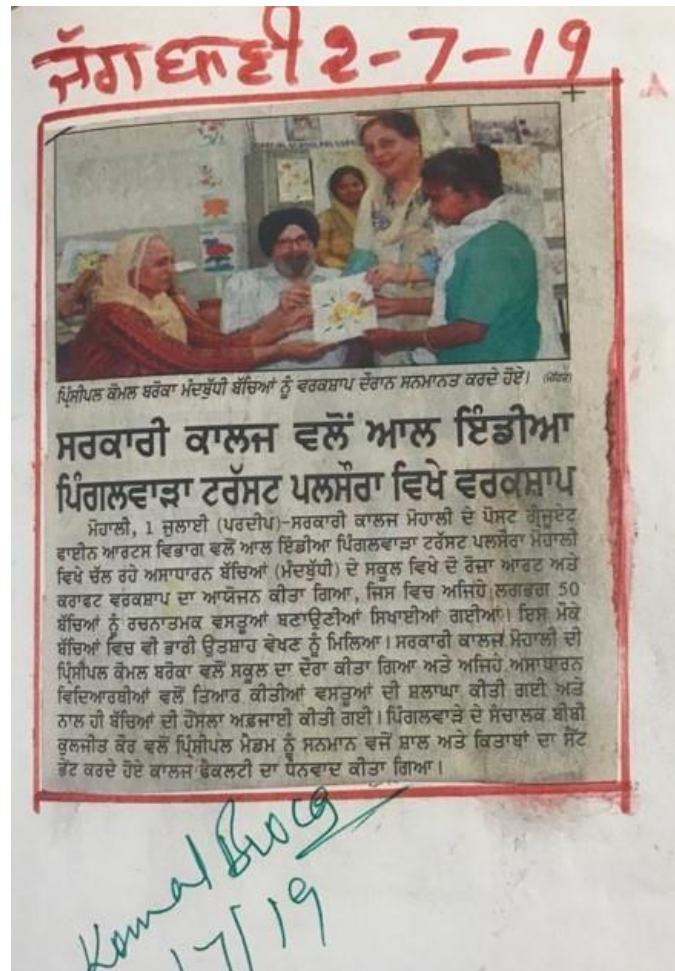 ਜੱਗ ਬਾਣੀ 2-7-19
ਪ੍ਰਿੰਸੀਪਲ ਕੋਮਲ ਬਰੋਕਾ ਮੰਦਬੁੱਧੀ ਬੱਚਿਆਂ ਨੂੰ ਵਰਕਸ਼ਾਪ ਦੌਰਾਨ ਸਨਮਾਨਤ ਕਰਦੇ ਹੋਏ।
ਸਰਕਾਰੀ ਕਾਲਜ ਵਲੋਂ ਆਲ ਇੰਡੀਆ
ਪਿੰਗਲਵਾੜਾ ਟਰੱਸਟ ਪਲਸੌਰਾ ਵਿਖੇ ਵਰਕਸ਼ਾਪ
ਮੋਹਾਲੀ, 1 ਜੁਲਾਈ (ਪਰਦੀਪ)-ਸਰਕਾਰੀ ਕਾਲਜ ਮੋਹਾਲੀ ਦੇ ਪੋਸਟ ਗ੍ਰੈਜੂਏਟ
ਫਾਈਨ ਆਰਟਸ ਵਿਭਾਗ ਵਲੋਂ ਆਲ ਇੰਡੀਆ ਪਿੰਗਲਵਾੜਾ ਟਰੱਸਟ ਪਲਸੌਰਾ ਮੋਹਾਲੀ
ਵਿਖੇ ਚੱਲ ਰਹੇ ਅਸਾਧਾਰਨ ਬੱਚਿਆਂ (ਮੰਦਬੁੱਧੀ) ਦੇ ਸਕੂਲ ਵਿਖੇ ਦੋ ਰੋਜ਼ਾ ਆਰਟ ਅਤੇ
ਕਰਾਫਟ ਵਰਕਸ਼ਾਪ ਦਾ ਆਯੋਜਨ ਕੀਤਾ ਗਿਆ, ਜਿਸ ਵਿਚ ਅਜਿਹੇ ਲਗਭਗ 50
ਬੱਚਿਆਂ ਨੂੰ ਰਚਨਾਤਮਕ ਵਸਤੂਆਂ ਬਣਾਉਣੀਆਂ ਸਿਖਾਈਆਂ ਗਈਆਂ। ਇਸ ਮੌਕੇ
ਬੱਚਿਆਂ ਵਿਚ ਵੀ ਭਾਰੀ ਉਤਸ਼ਾਹ ਵੇਖਣ ਨੂੰ ਮਿਲਿਆ। ਸਰਕਾਰੀ ਕਾਲਜ ਮੋਹਾਲੀ ਦੀ
ਪ੍ਰਿੰਸੀਪਲ ਕੋਮਲ ਬਰੋਕਾ ਵਲੋਂ ਸਕੂਲ ਦਾ ਦੌਰਾ ਕੀਤਾ ਗਿਆ ਅਤੇ ਅਜਿਹੇ ਅਸਾਧਾਰਨ
ਵਿਦਿਆਰਥੀਆਂ ਵਲੋਂ ਤਿਆਰ ਕੀਤੀਆਂ ਵਸਤੂਆਂ ਦੀ ਸ਼ਲਾਘਾ ਕੀਤੀ ਗਈ ਅਤੇ
ਨਾਲ ਹੀ ਬੱਚਿਆਂ ਦੀ ਹੌਸਲਾ ਅਫ਼ਜ਼ਾਈ ਕੀਤੀ ਗਈ। ਪਿੰਗਲਵਾੜੇ ਦੇ ਸੰਚਾਲਕ ਬੀਬੀ
ਕੁਲਜੀਤ ਕੌਰ ਵਲੋਂ ਪ੍ਰਿੰਸੀਪਲ ਮੈਡਮ ਨੂੰ ਸਨਮਾਨ ਵਜੋਂ ਸ਼ਾਲ ਅਤੇ ਕਿਤਾਬਾਂ ਦਾ ਸੈੱਟ
ਭੇਂਟ ਕਰਦੇ ਹੋਏ ਕਾਲਜ ਫੈਕਲਟੀ ਦਾ ਧੰਨਵਾਦ ਕੀਤਾ ਗਿਆ।
Komal Broca
17/19